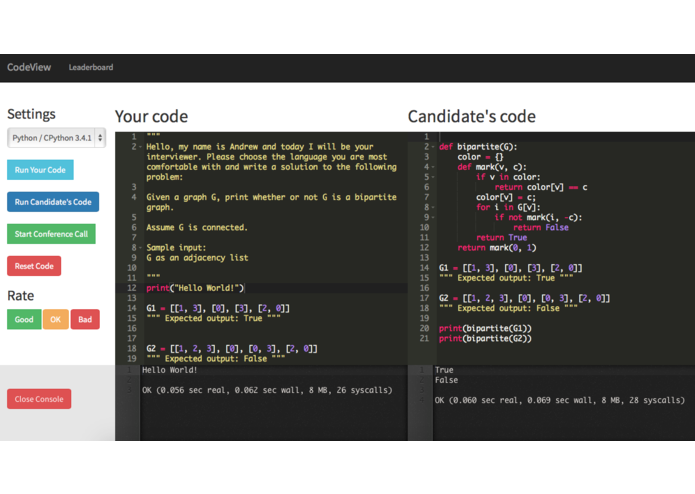 CodeView Leaderboard
Settings
Python / CPython 3.4.1
Run Your Code
Run Candidate's Code
Start Conference Call
Reset Code
Rate
Good OK Bad
Close Console
Your code
1 """
2 Hello, my name is Andrew and today I will be your
interviewer. Please choose the language you are most
comfortable with and write a solution to the following
problem:
3
4 Given a graph G, print whether or not G is a bipartite
graph.
5
6 Assume G is connected.
7
8 Sample input:
9 G as an adjacency list
10
11 """
12 print("Hello World!")
13
14 G1 = [[1, 3], [0], [3], [2, 0]]
15 """ Expected output: True """
16
17
18 G2 = [[1, 2, 3], [0], [0, 3], [2, 0]]
19 """ Expected output: False """
1 Hello World!
OK (0.056 sec real, 0.062 sec wall, 8 MB, 26 syscalls)
Candidate's code
1
2 def bipartite(G):
3 color = {}
4 def mark(v, c):
5 if v in color:
6 return color[v] == c
7 color[v] = c;
8 for i in G[v]:
9 if not mark(i, -c):
10 return False
11 return True
12 return mark(0, 1)
13
14 G1 = [[1, 3], [0], [3], [2, 0]]
15 """ Expected output: True """
16
17 G2 = [[1, 2, 3], [0], [0, 3], [2, 0]]
18 """ Expected output: False """
19
20 print(bipartite(G1))
21 print(bipartite(G2))
1 True
False
OK (0.060 sec real, 0.069 sec wall, 8 MB, 28 syscalls)